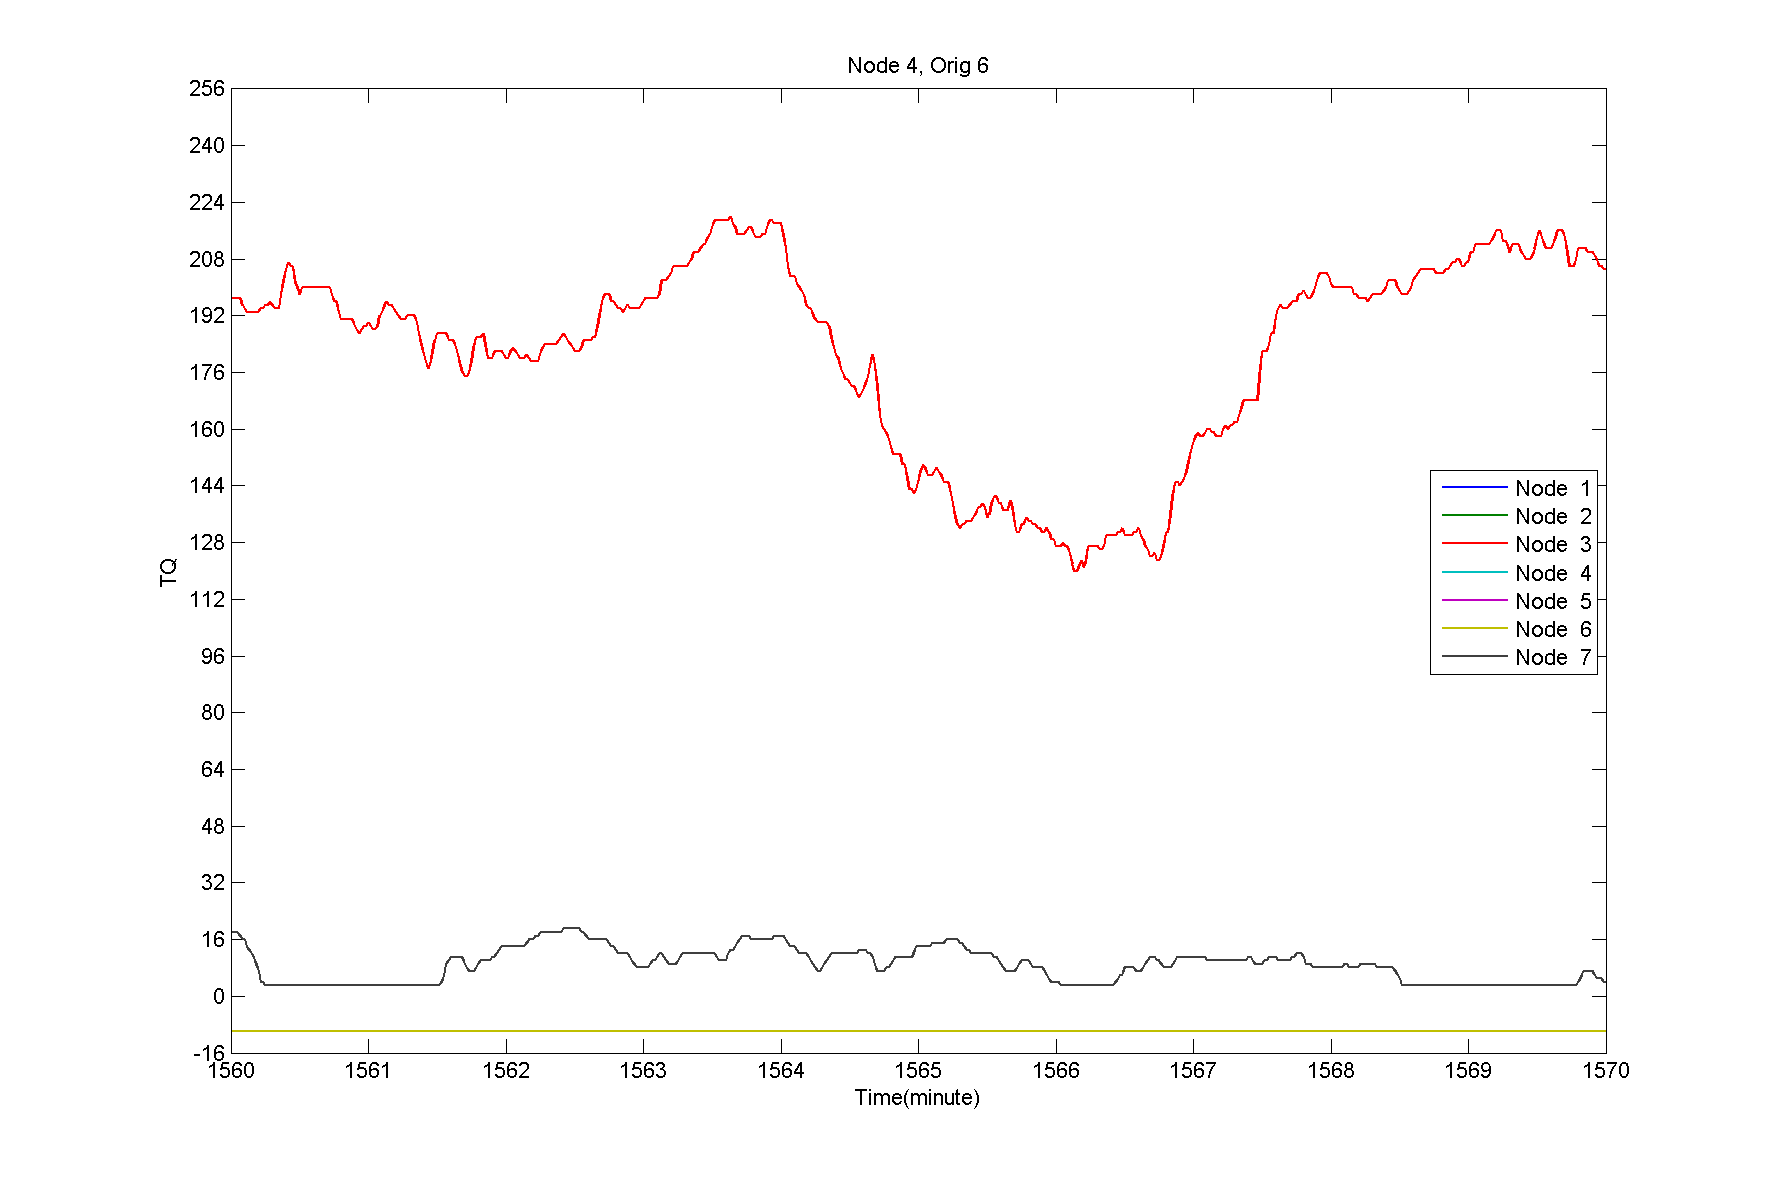 Node 4, Orig 6
256
240
224
208
192
176
160
144
128
112
96
80
64
48
32
16
0
-16
TQ
Node 1
Node 2
Node 3
Node 4
Node 5
Node 6
Node 7
1560 1561 1562 1563 1564 1565 1566 1567 1568 1569 1570
Time(minute)